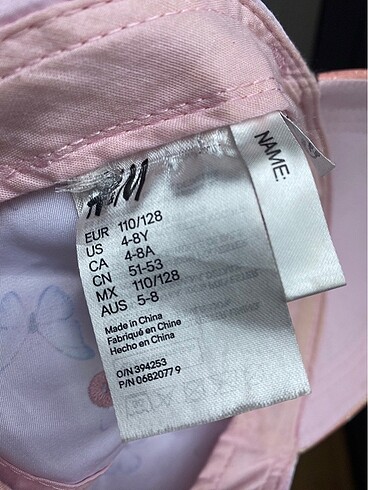 H&M
EUR 110/128
US 4-8Y
CA 4-8A
CN 51-53
MX 110/128
AUS 5-8
Made in China
Fabriqué en Chine
Hecho en China
O/N 394253
P/N 0682077 9
NAME: